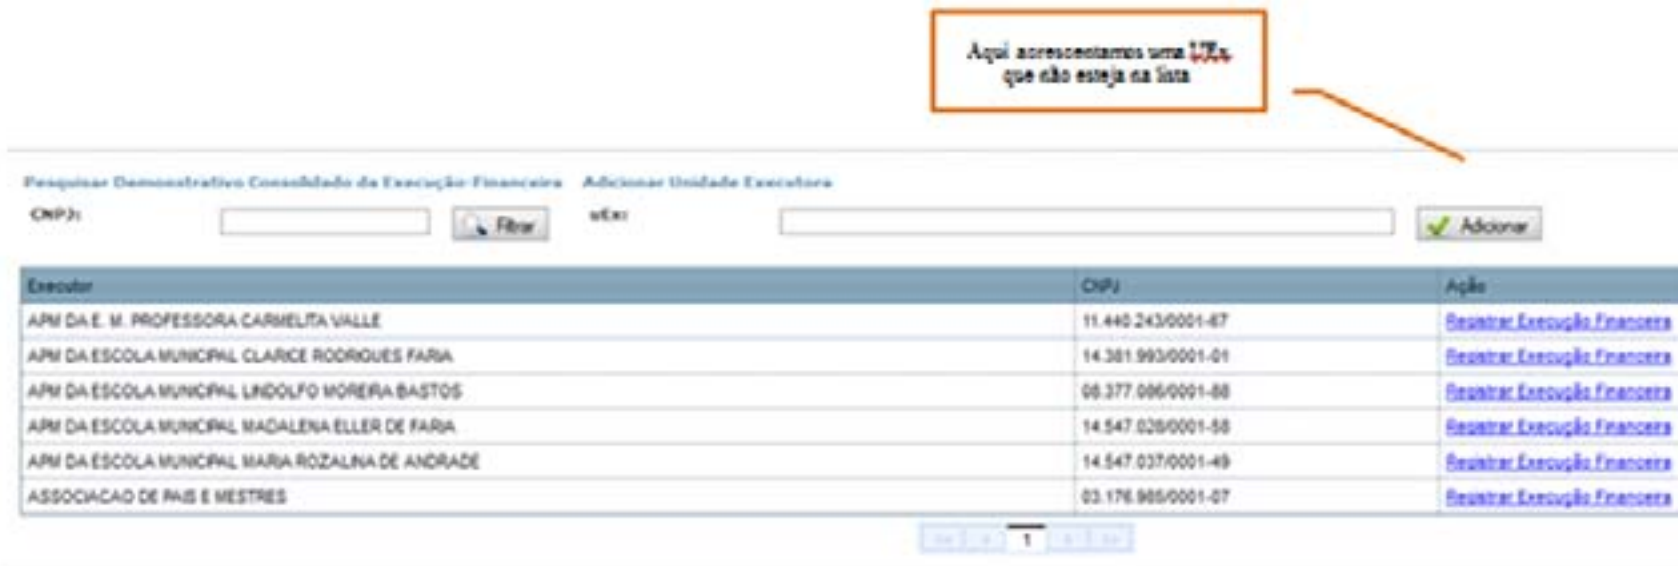 Aqui acrescentamos uma UEx
que não esteja na lista
Pesquisar Demonstrativo Consolidado da Execução Financeira Adicionar Unidade Executora
CNPJ: Filtrar uEx: Adicionar
Executor CNPJ Ação
APM DA E. M. PROFESSORA CARMELITA VALLE 11.440.243/0001-67 Registrar Execução Financeira
APM DA ESCOLA MUNICIPAL CLARICE RODRIGUES FARIA 14.381.993/0001-01 Registrar Execução Financeira
APM DA ESCOLA MUNICIPAL LINDOLFO MOREIRA BASTOS 08.377.086/0001-88 Registrar Execução Financeira
APM DA ESCOLA MUNICIPAL MADALENA ELLER DE FARIA 14.547.028/0001-58 Registrar Execução Financeira
APM DA ESCOLA MUNICIPAL MARIA ROZALINA DE ANDRADE 14.547.037/0001-49 Registrar Execução Financeira
ASSOCIACAO DE PAIS E MESTRES 03.176.985/0001-07 Registrar Execução Financeira
1